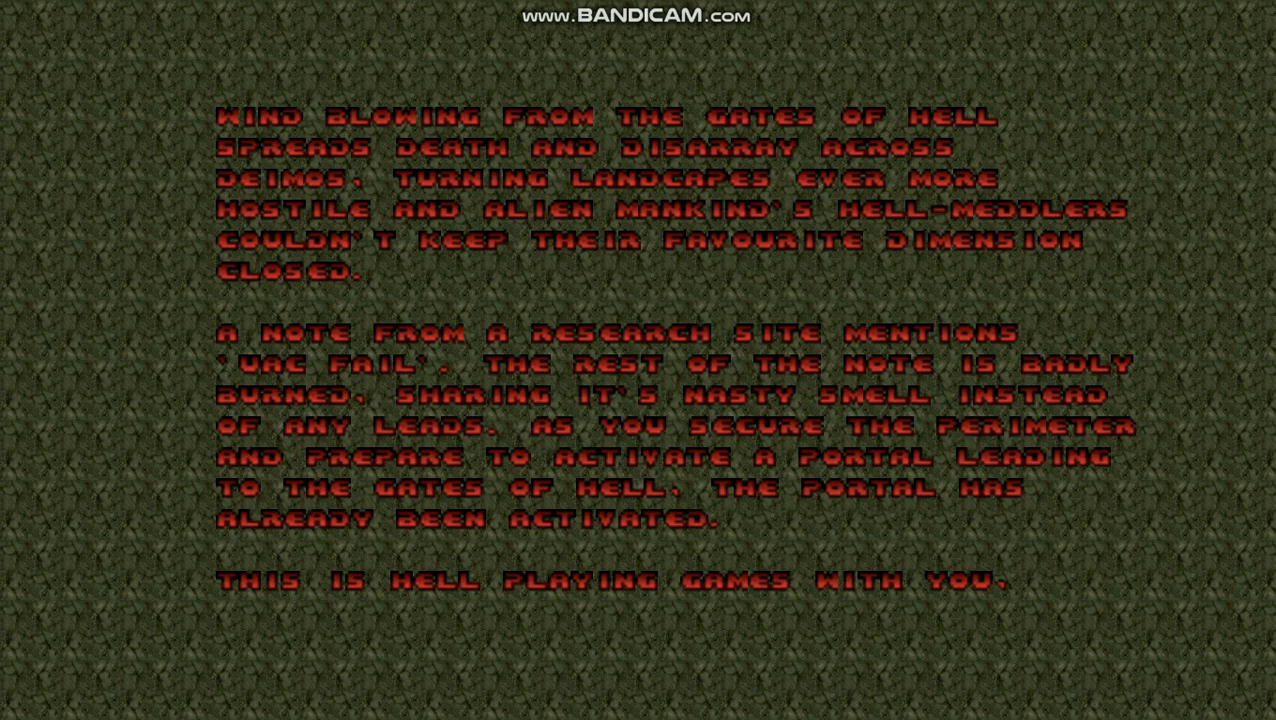 www.BANDICAM.com
WIND BLOWING FROM THE GATES OF HELL
SPREADS DEATH AND DISARRAY ACROSS
DEIMOS, TURNING LANDCAPES EVER MORE
HOSTILE AND ALIEN MANKIND'S HELL-MEDDLERS
COULDN'T KEEP THEIR FAVOURITE DIMENSION
CLOSED.
A NOTE FROM A RESEARCH SITE MENTIONS
'UAC FAIL'. THE REST OF THE NOTE IS BADLY
BURNED, SHARING IT'S NASTY SMELL INSTEAD
OF ANY LEADS. AS YOU SECURE THE PERIMETER
AND PREPARE TO ACTIVATE A PORTAL LEADING
TO THE GATES OF HELL, THE PORTAL HAS
ALREADY BEEN ACTIVATED.
THIS IS HELL PLAYING GAMES WITH YOU.